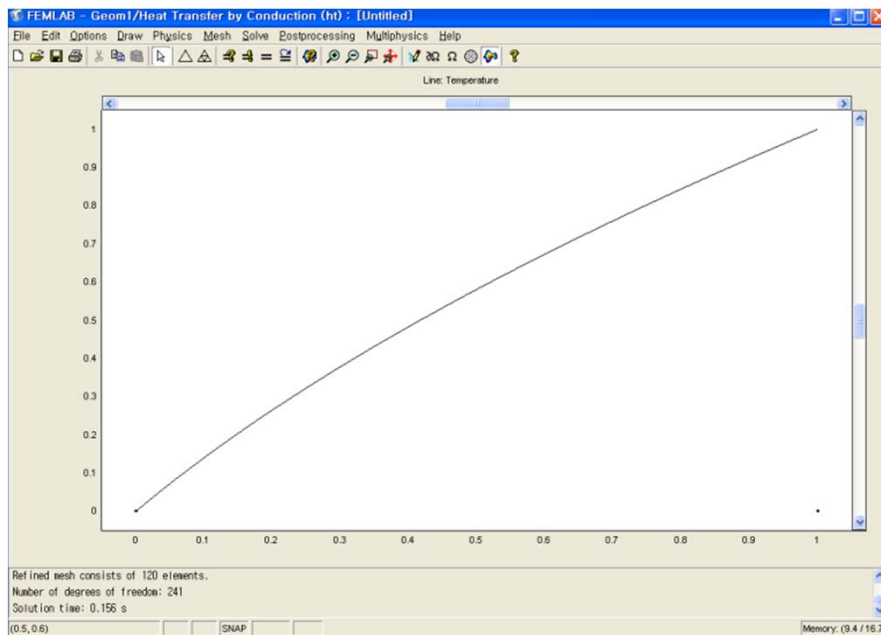 FEMLAB - Geom1/Heat Transfer by Conduction (ht) : [Untitled]
File Edit Options Draw Physics Mesh Solve Postprocessing Multiphysics Help
Line: Temperature
1
0.9
0.8
0.7
0.6
0.5
0.4
0.3
0.2
0.1
0
0 0.1 0.2 0.3 0.4 0.5 0.6 0.7 0.8 0.9 1
Refined mesh consists of 120 elements.
Number of degrees of freedom: 241
Solution time: 0.156 s
(0.5, 0.6) SNAP Memory: (9.4 / 16.7